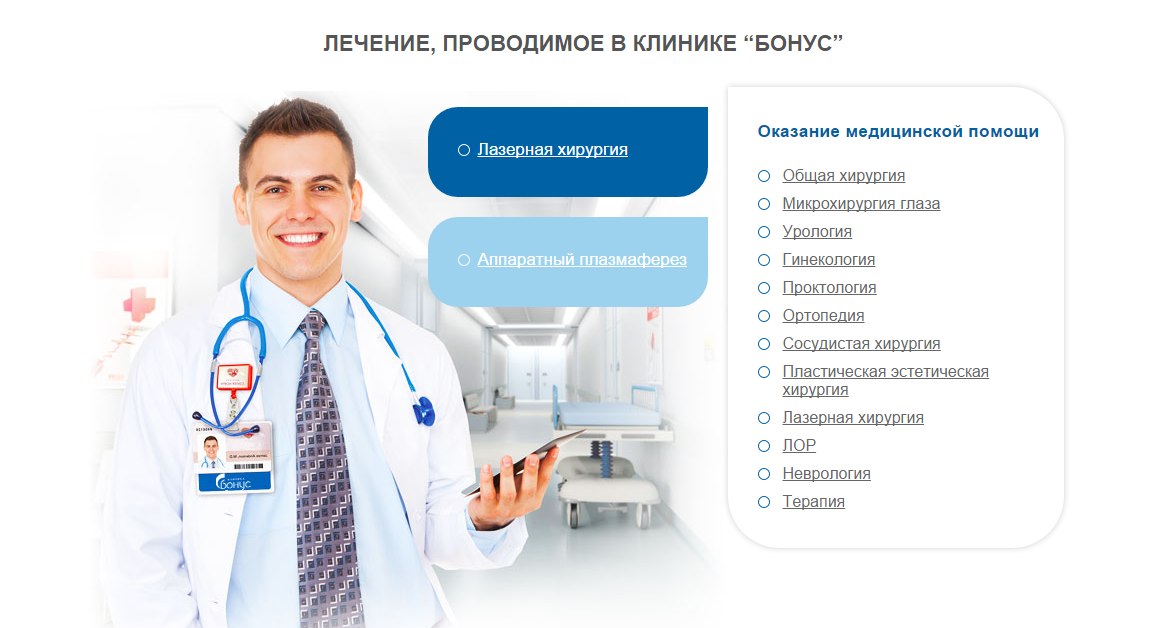 ЛЕЧЕНИЕ, ПРОВОДИМОЕ В КЛИНИКЕ “БОНУС”
Лазерная хирургия
Аппаратный плазмаферез
Бонус
Оказание медицинской помощи
Общая хирургия
Микрохирургия глаза
Урология
Гинекология
Проктология
Ортопедия
Сосудистая хирургия
Пластическая эстетическая
хирургия
Лазерная хирургия
ЛОР
Неврология
Терапия